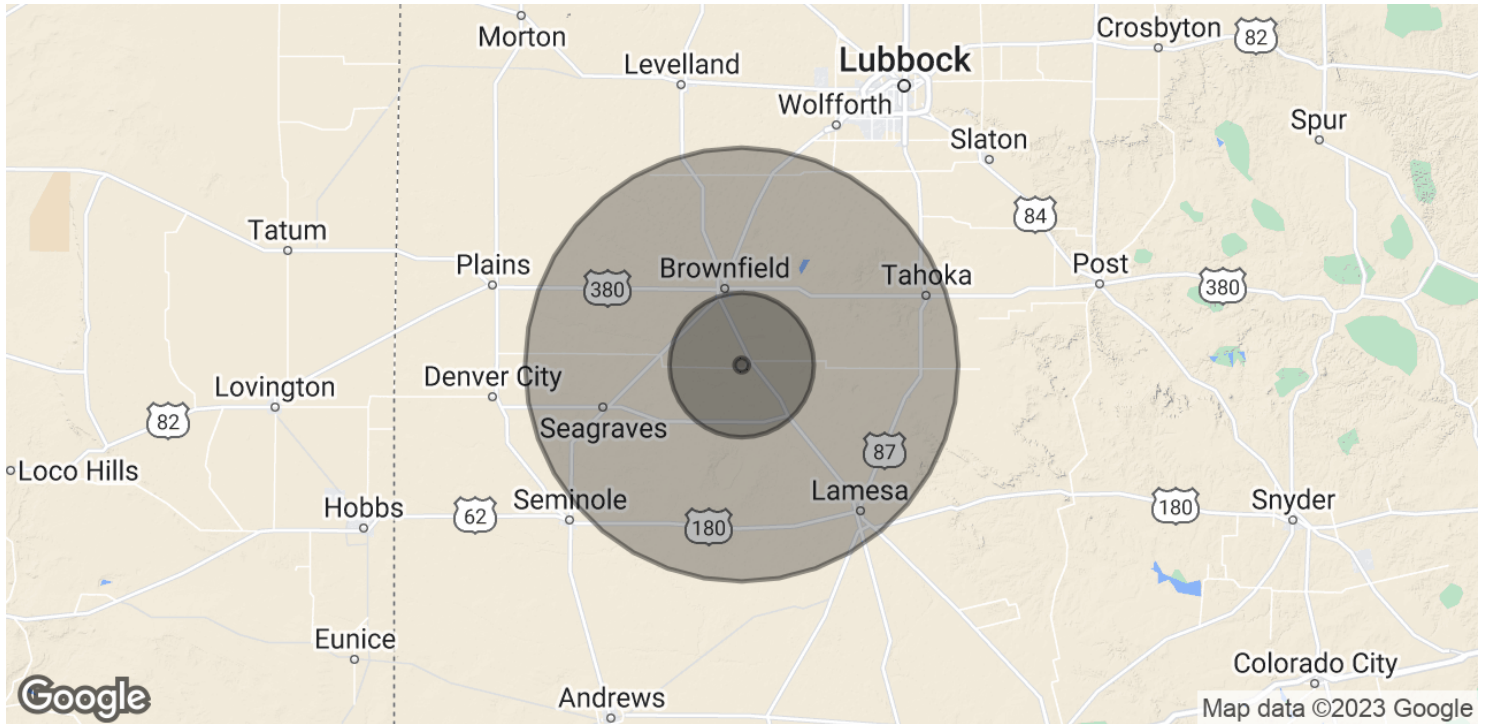 Morton
Crosbyton
82
Levelland
Lubbock
Wolfforth
Spur
Slaton
84
Tatum
Plains
Brownfield
Tahoka
Post
380
380
Denver City
Lovington
82
Seagraves
87
Loco Hills
Lamesa
Seminole
Snyder
Hobbs
62
180
180
Eunice
Colorado City
Andrews
Google
Map data ©2023 Google